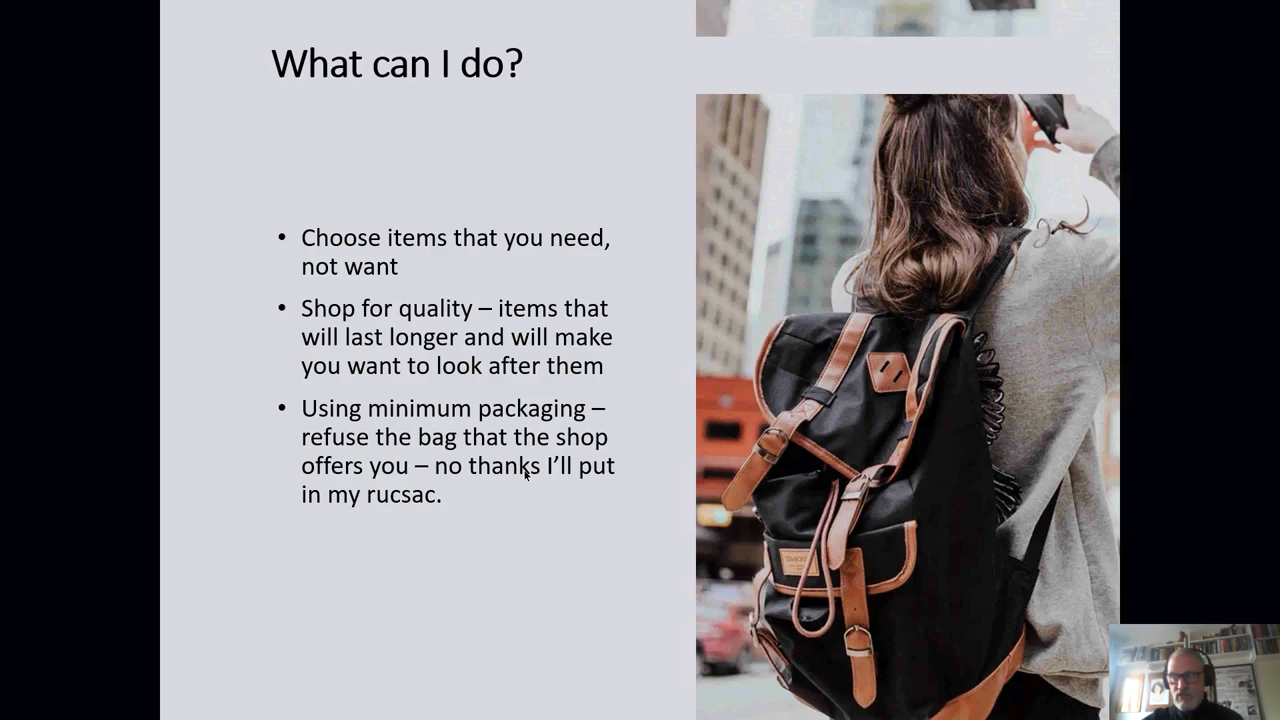 What can I do?
• Choose items that you need,
not want
• Shop for quality – items that
will last longer and will make
you want to look after them
• Using minimum packaging –
refuse the bag that the shop
offers you – no thanks I’ll put
in my rucsac.